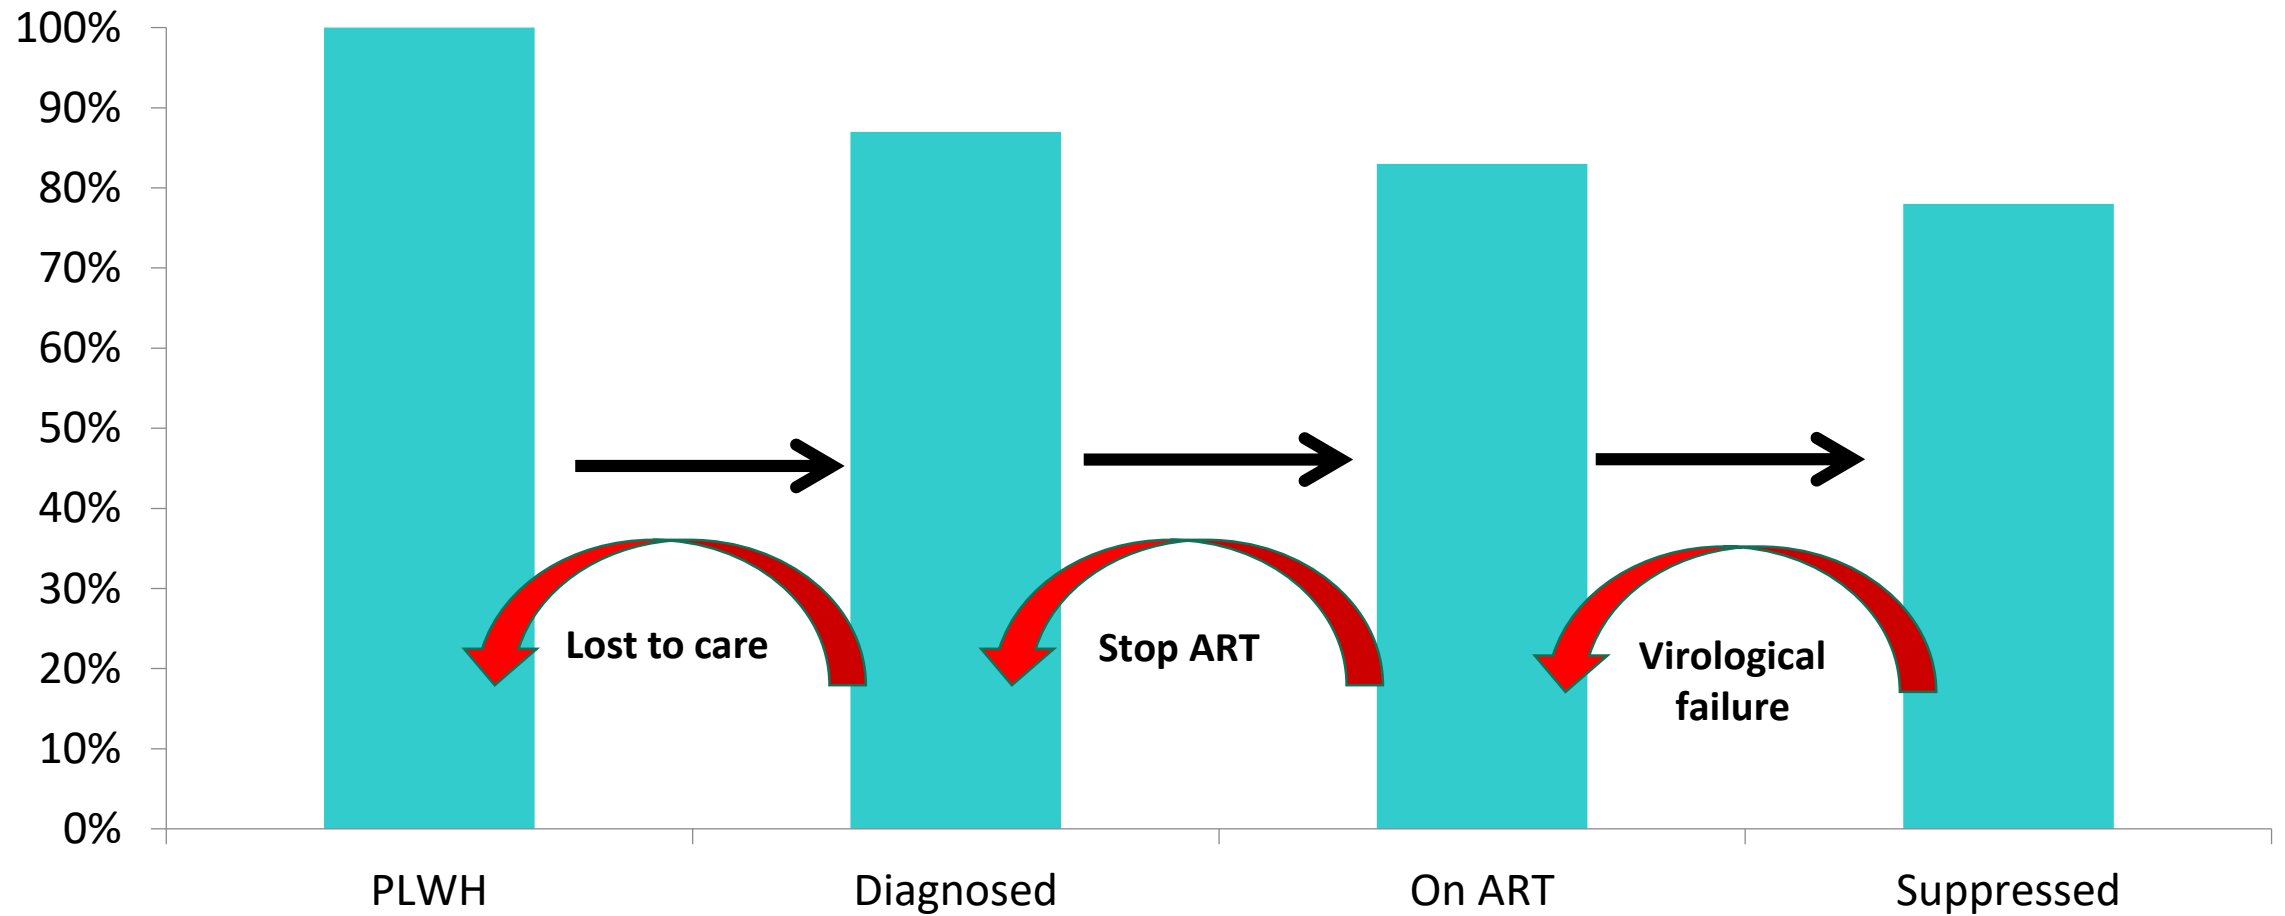 100%
90%
80%
70%
60%
50%
40%
30%
20%
10%
0%
Lost to care
Stop ART
Virological
failure
PLWH
Diagnosed
On ART
Suppressed